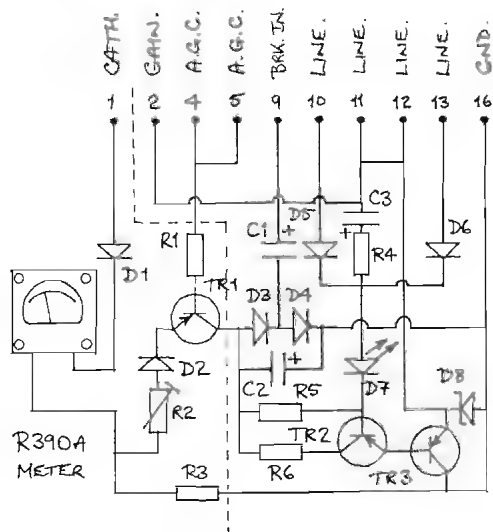 CATH. GAIN. A.G.C. A.G.C. BRK. IN. LINE. LINE. LINE. LINE. GND.
1 2 4 5 9 10 11 12 13 16
C3
D5
C1 + + D6
R1 R4
D1
TR1
D3 D4
D2 + D8
C2 R5 D7
R2
TR2
R390A
METER R6
TR3
R3